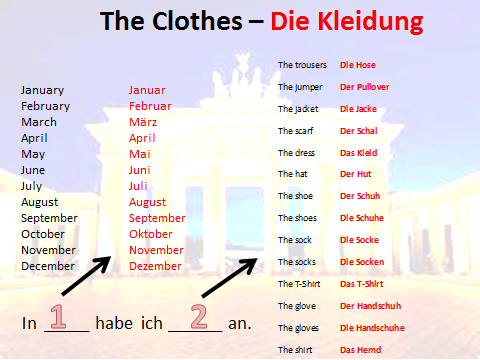 The Clothes – Die Kleidung
January Januar
February Februar
March März
April April
May Mai
June Juni
July Juli
August August
September September
October Oktober
November November
December Dezember
In 1 habe ich 2 an.
The trousers Die Hose
The jumper Der Pullover
The jacket Die Jacke
The scarf Der Schal
The dress Das Kleid
The hat Der Hut
The shoe Der Schuh
The shoes Die Schuhe
The sock Die Socke
The socks Die Socken
The T-Shirt Das T-Shirt
The glove Der Handschuh
The gloves Die Handschuhe
The shirt Das Hemd